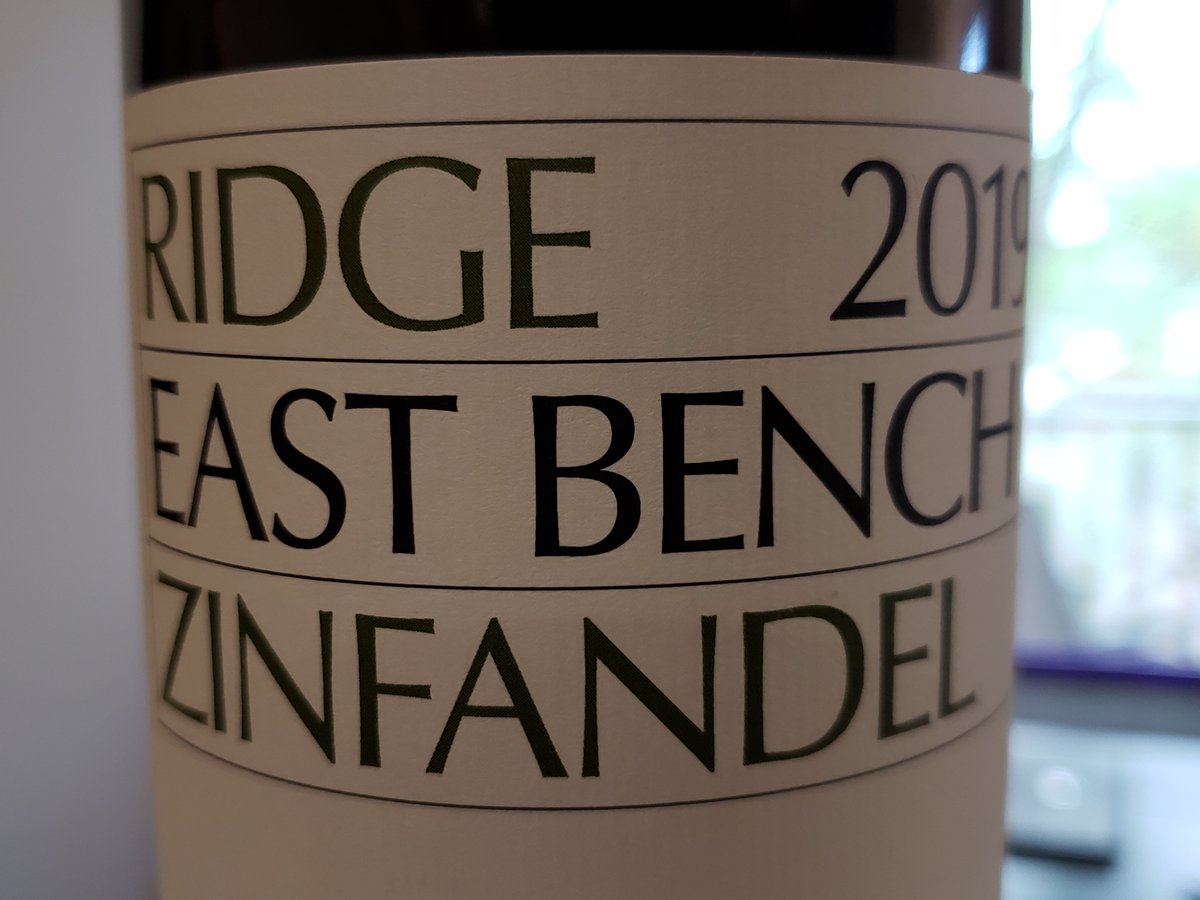 RIDGE 2019
EAST BENCH
ZINFANDEL